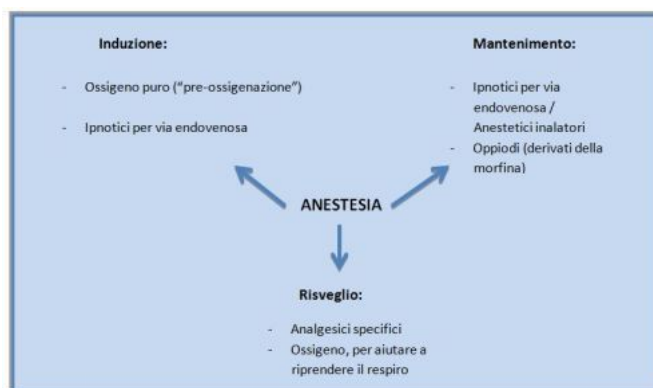 Induzione:
- Ossigeno puro ("pre-ossigenazione")
- Ipnotici per via endovenosa
Mantenimento:
- Ipnotici per via
endovenosa /
Anestetici inalatori
- Oppiodi (derivati della
morfina)
ANESTESIA
Risveglio:
- Analgesici specifici
- Ossigeno, per aiutare a
riprendere il respiro